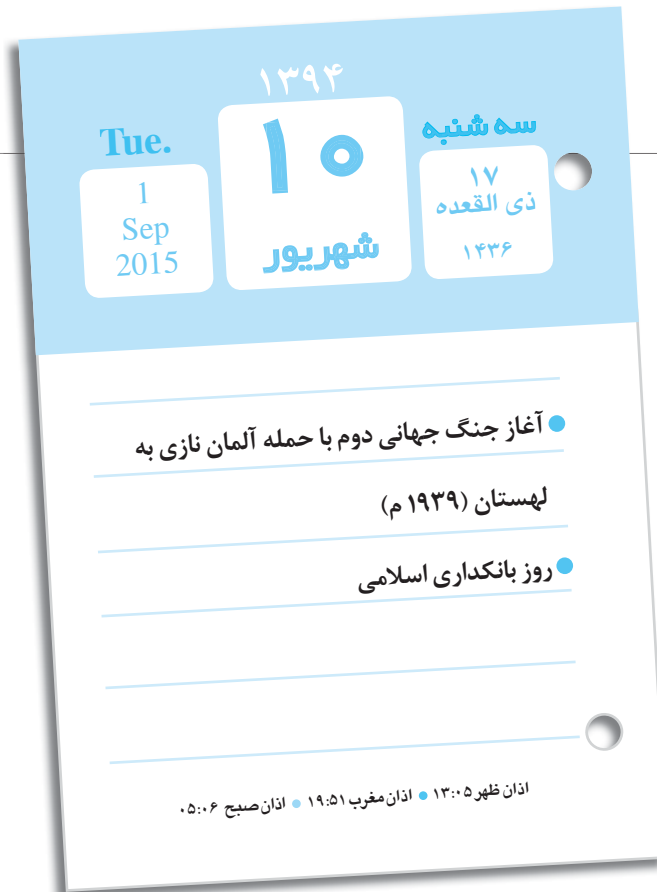 ۱۳۹۴
سه شنبه
۱۰
شهریور
Tue.
۱۷
ذی القعده
۱۴۳۶
1
Sep
2015
آغاز جنگ جهانی دوم با حمله آلمان نازی به
لهستان (۱۹۳۹ م)
روز بانکداری اسلامی
اذان ظهر ۱۳:۰۵ • اذان مغرب ۱۹:۵۱ • اذان صبح ۰۵:۰۶